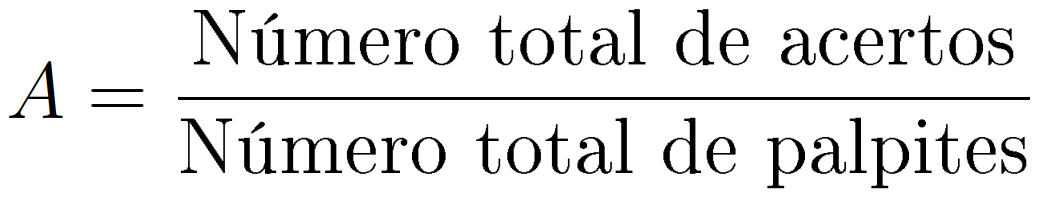 A = Número total de acertos
Número total de palpites